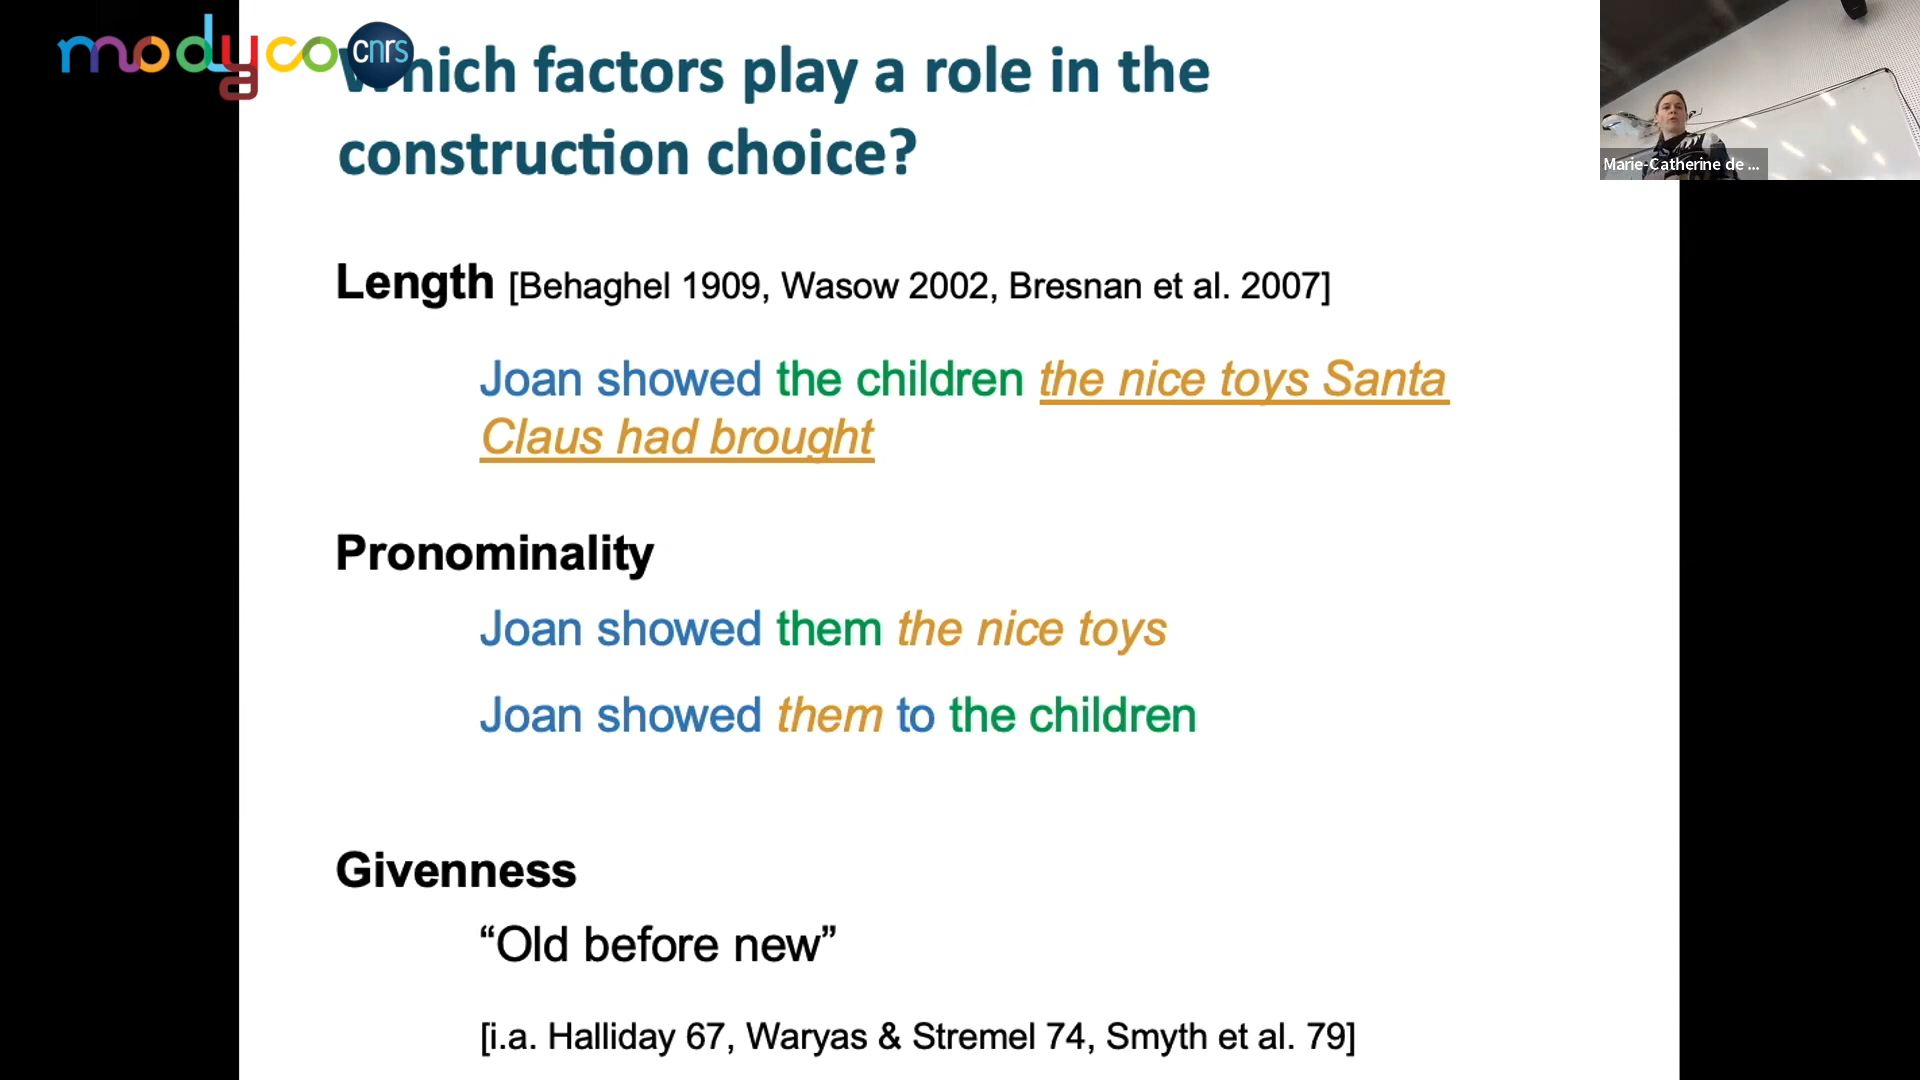 modyco cnrs
Which factors play a role in the
construction choice?
Marie-Catherine de ...
Length [Behaghel 1909, Wasow 2002, Bresnan et al. 2007]
Joan showed the children the nice toys Santa
Claus had brought
Pronominality
Joan showed them the nice toys
Joan showed them to the children
Givenness
“Old before new”
[i.a. Halliday 67, Waryas & Stremel 74, Smyth et al. 79]